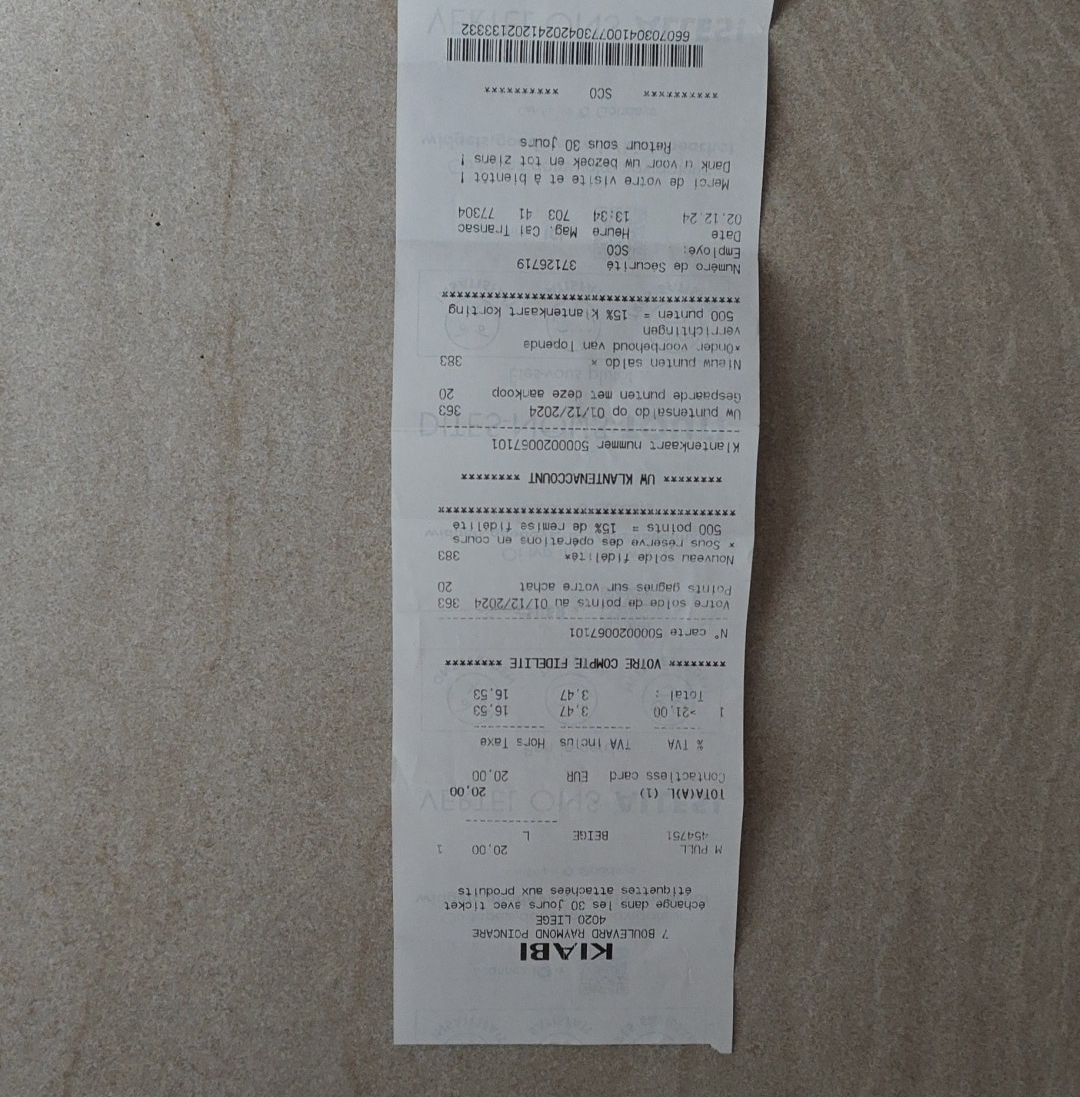 KIABI
7 BOULEVARD RAYMOND POINCARE
4020 LIEGE
échange dans les 30 jours avec ticket
étiquettes attachées aux produits
M PULL 20,00 1
454751 BEIGE L
TOTA(A)L (1) 20,00
Contactless card EUR 20,00
% TVA TVA inclus Hors Taxe
1 >21,00 3,47 16,53
Total : 3,47 16,53
******** VOTRE COMPTE FIDELITE ********
N° carte 5000020067101
Votre solde de points au 01/12/2024 363
Points gagnés sur votre achat 20
Nouveau solde fidélité* 383
* Sous réserve des opérations en cours
500 points = 15% de remise fidélité
******** UW KLANTENACCOUNT ********
Klantenkaart nummer 5000020067101
Uw puntensaldo op 01/12/2024 363
Gespaarde punten met deze aankoop 20
Nieuw punten saldo * 383
*Onder voorbehoud van lopende
verrichtingen
500 punten = 15% klantenkaart korting
Numéro de Sécurité 37126719
Employé: SCO
Date Heure Mag. Cai Transac
02.12.24 13:34 703 41 77304
Merci de votre visite et à bientôt !
Dank u voor uw bezoek en tot ziens !
Retour sous 30 jours
********** SCO **********
660703041007730420241202133332